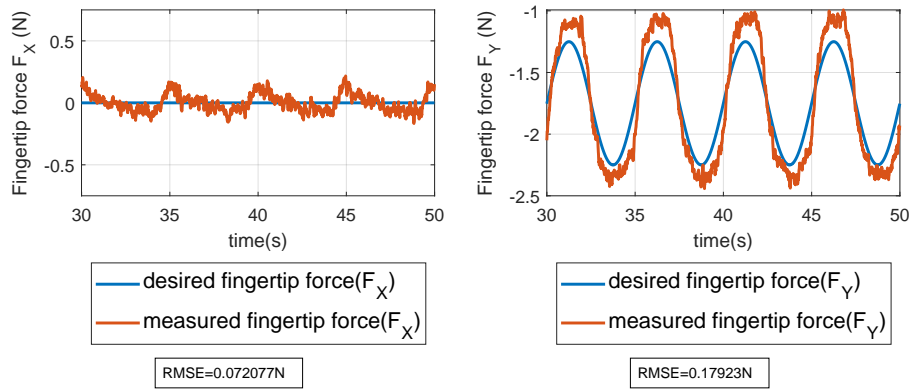 Fingertip force F_X (N)
0.5
0
-0.5
30 35 40 45 50
time(s)
desired fingertip force(F_X)
measured fingertip force(F_X)
RMSE=0.072077N
Fingertip force F_Y (N)
-1
-1.5
-2
-2.5
30 35 40 45 50
time(s)
desired fingertip force(F_Y)
measured fingertip force(F_Y)
RMSE=0.17923N